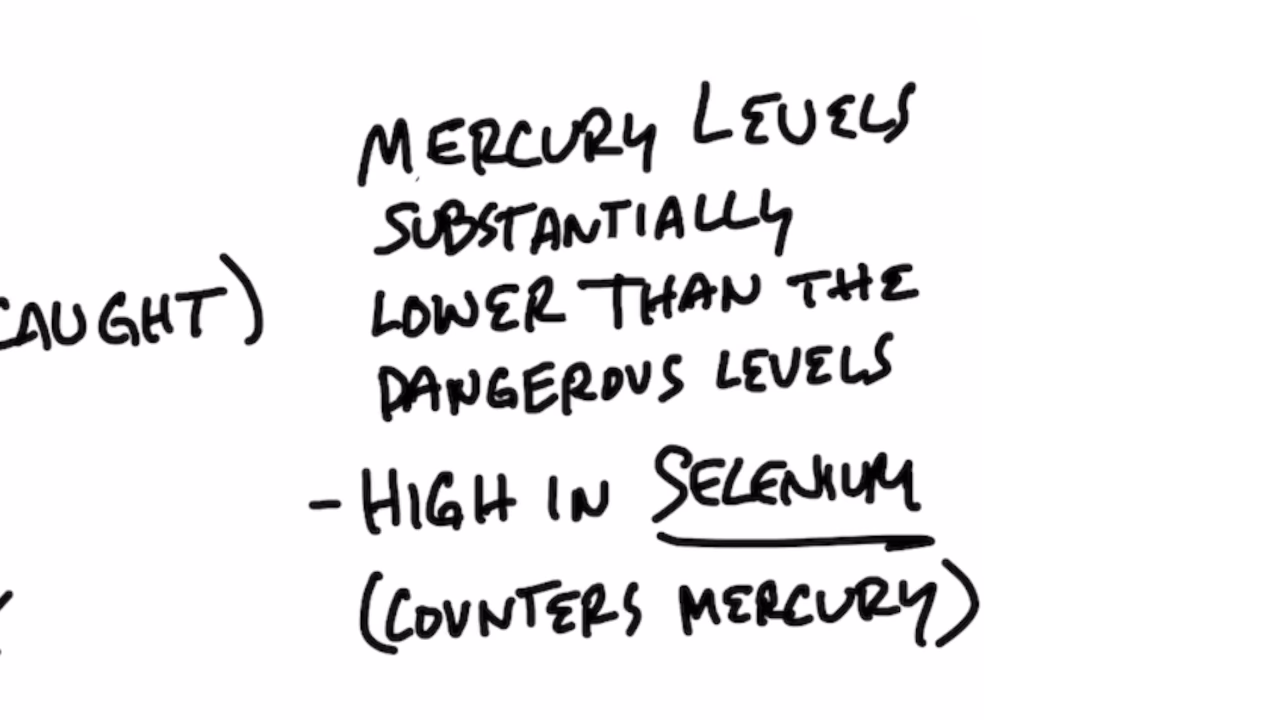 MERCURY LEVELS
SUBSTANTIALLY
LOWER THAN THE
CAUGHT)
DANGEROUS LEVELS
- HIGH IN SELENIUM
(COUNTERS MERCURY)